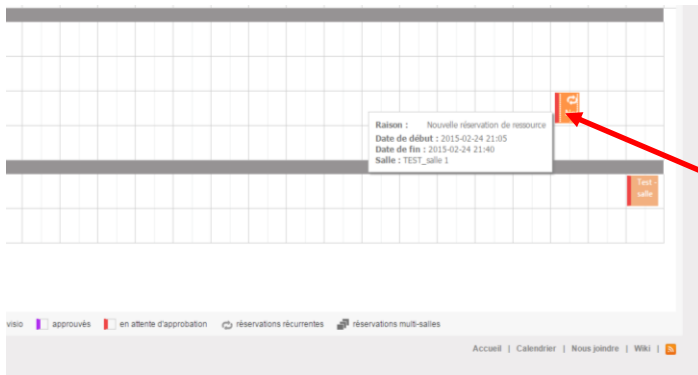 Raison : Nouvelle réservation de ressource
Date de début : 2015-02-24 21:05
Date de fin : 2015-02-24 21:40
Salle : TEST_salle 1
Test -
salle
visio approuvés en attente d'approbation réservations récurrentes réservations multi-salles
Accueil | Calendrier | Nous joindre | Wiki |